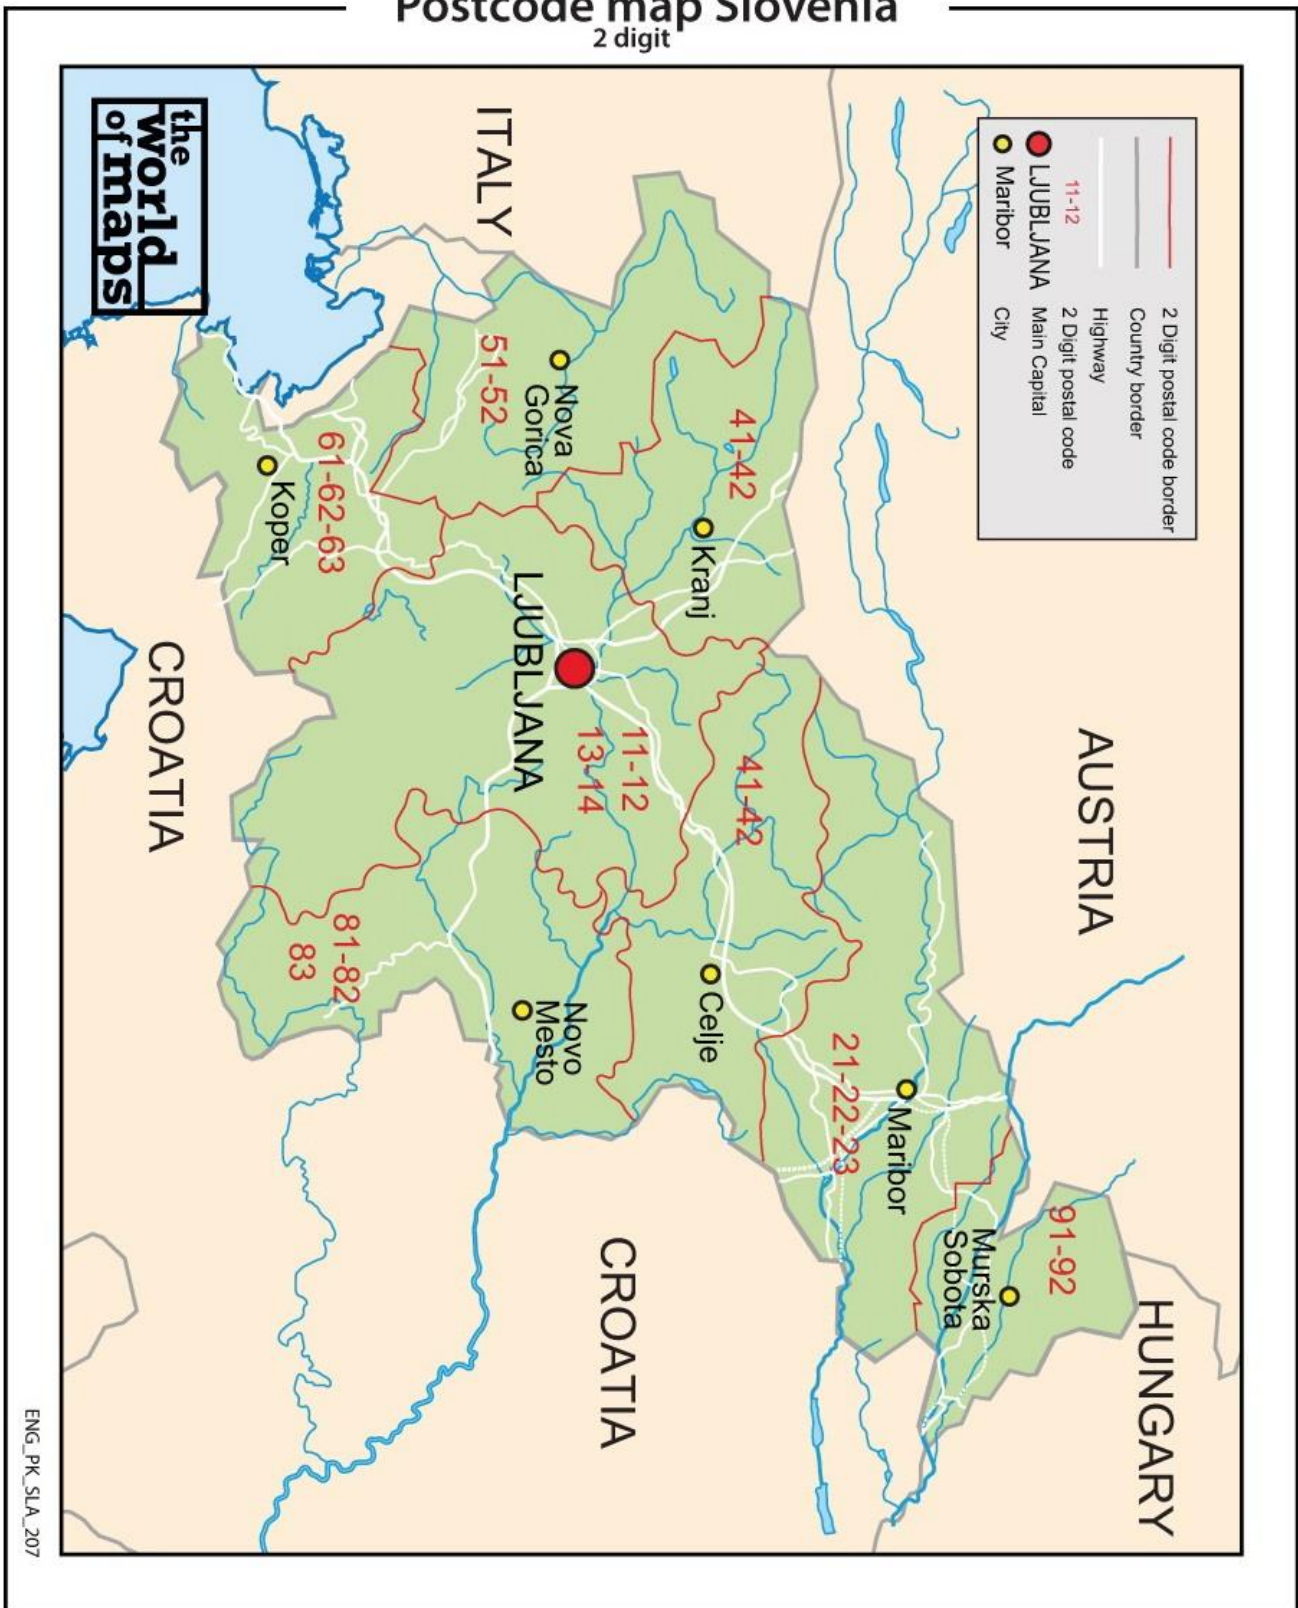 Postcode map Slovenia
2 digit
2 Digit postal code border
Country border
Highway
11-12 2 Digit postal code
LJUBLJANA Main Capital
Maribor City
AUSTRIA
HUNGARY
ITALY
CROATIA
CROATIA
91-92
Murska
Sobota
Maribor
21-22-23
41-42
Kranj
41-42
Celje
11-12
13-14
LJUBLJANA
Nova
Gorica
51-52
Novo
Mesto
61-62-63
Koper
81-82
83
the
world
of maps
ENG_PK_SLA_207